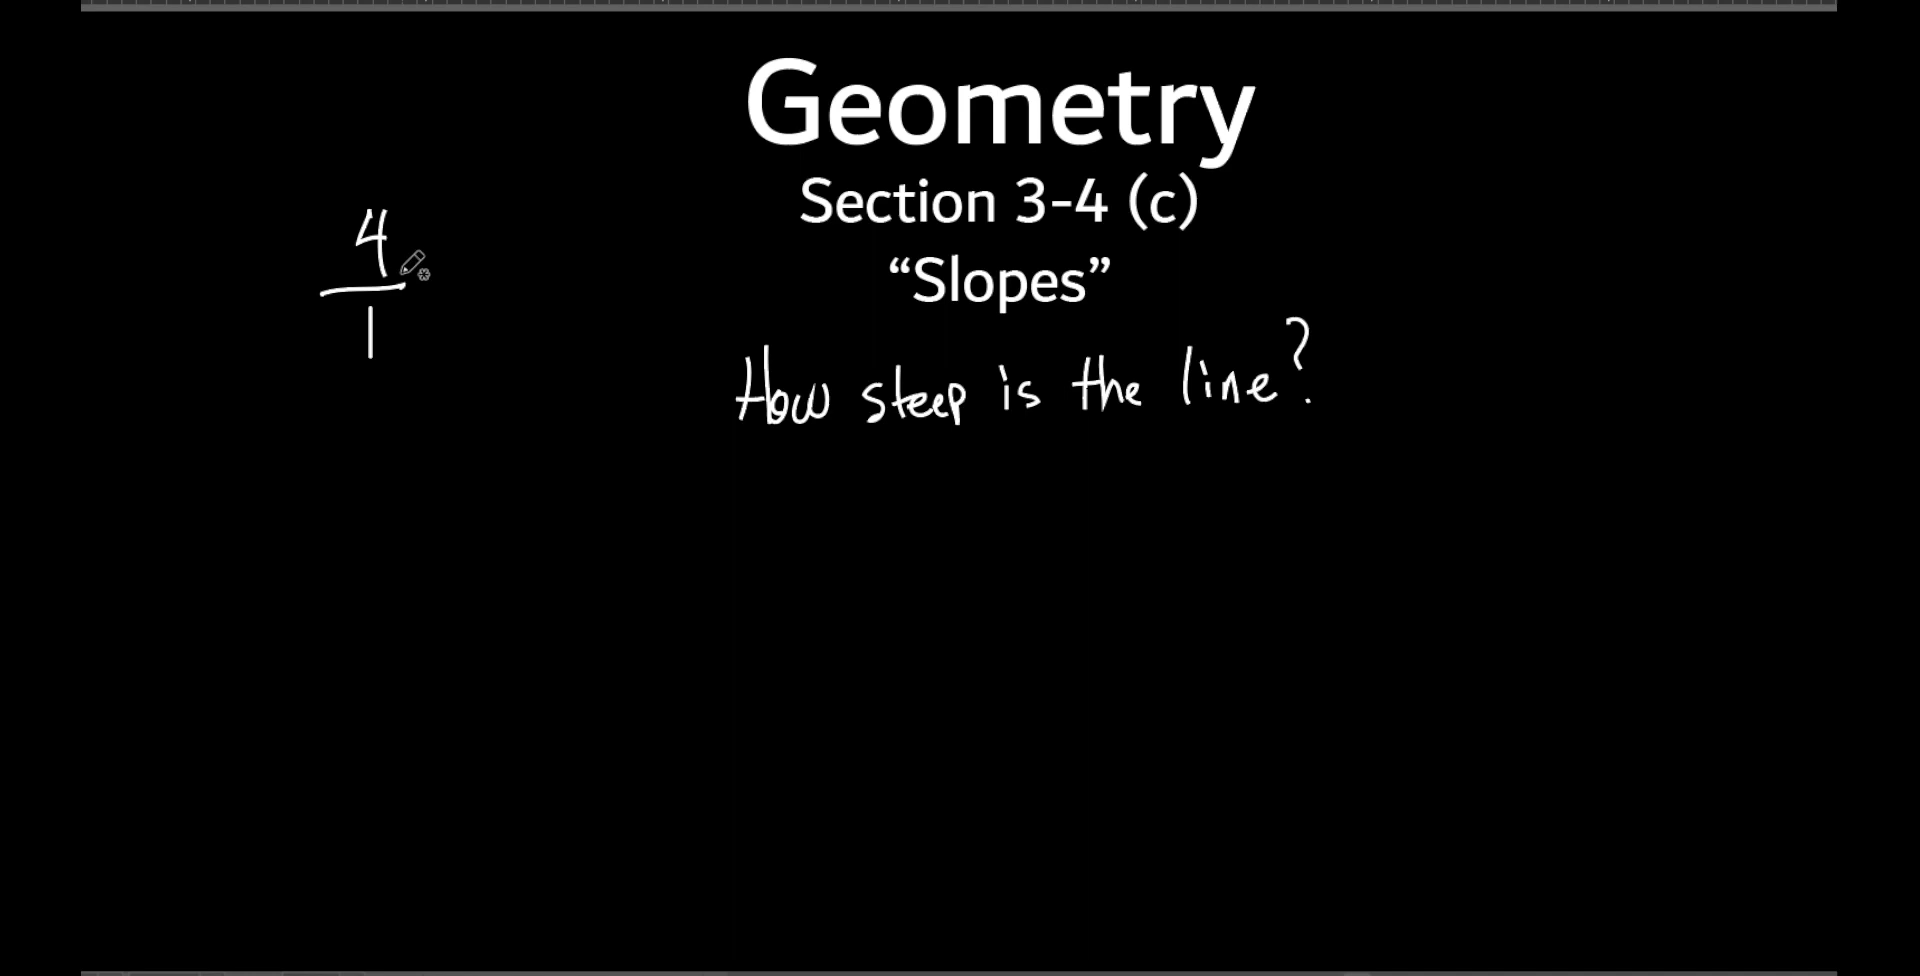 Geometry
Section 3-4 (c)
“Slopes”
4
1
How steep is the line?